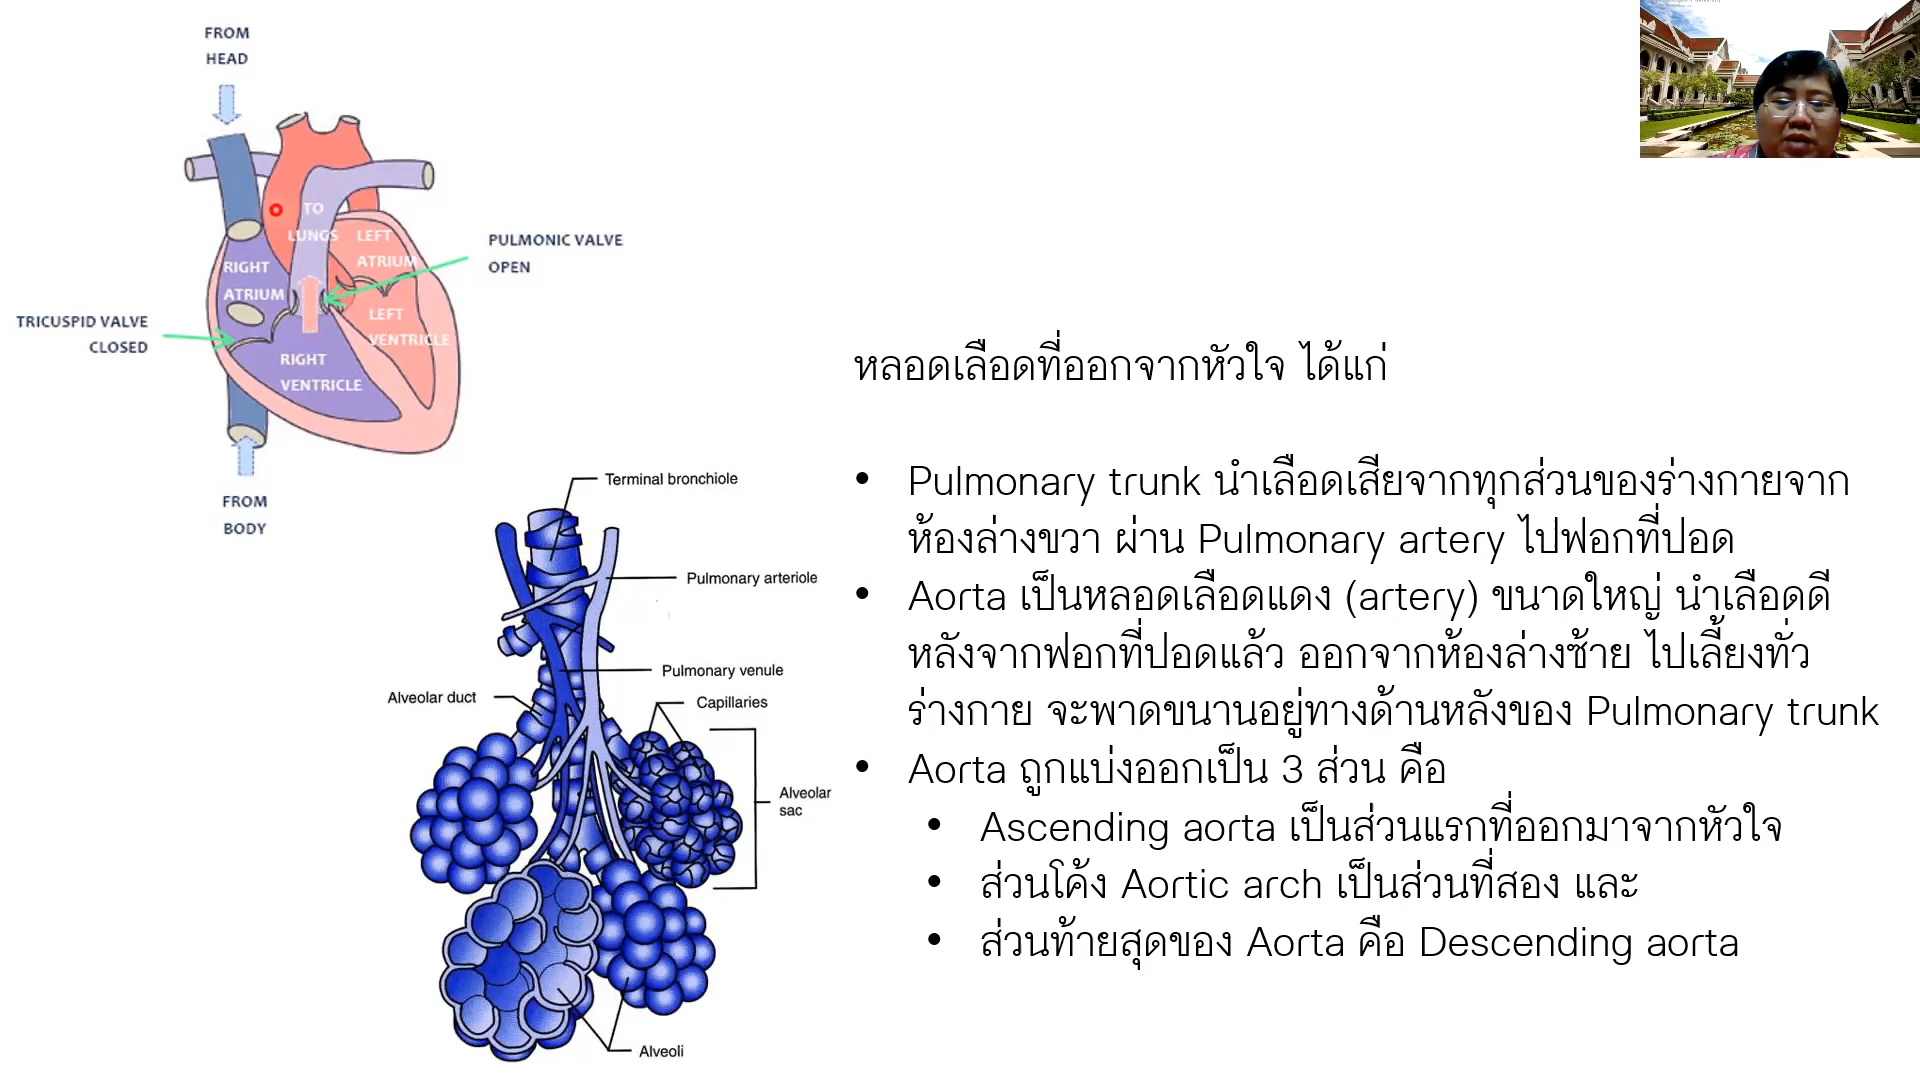 FROM
HEAD
TO
LUNGS
LEFT
ATRIUM
RIGHT
ATRIUM
LEFT
VENTRICLE
RIGHT
VENTRICLE
PULMONIC VALVE
OPEN
TRICUSPID VALVE
CLOSED
FROM
BODY
Terminal bronchiole
Pulmonary arteriole
Pulmonary venule
Alveolar duct
Capillaries
Alveolar
sac
Alveoli
หลอดเลือดที่ออกจากหัวใจ ได้แก่
• Pulmonary trunk นำเลือดเสียจากทุกส่วนของร่างกายจาก
ห้องล่างขวา ผ่าน Pulmonary artery ไปฟอกที่ปอด
• Aorta เป็นหลอดเลือดแดง (artery) ขนาดใหญ่ นำเลือดดี
หลังจากฟอกที่ปอดแล้ว ออกจากห้องล่างซ้าย ไปเลี้ยงทั่ว
ร่างกาย จะพาดขนานอยู่ทางด้านหลังของ Pulmonary trunk
• Aorta ถูกแบ่งออกเป็น 3 ส่วน คือ
• Ascending aorta เป็นส่วนแรกที่ออกมาจากหัวใจ
• ส่วนโค้ง Aortic arch เป็นส่วนที่สอง และ
• ส่วนท้ายสุดของ Aorta คือ Descending aorta